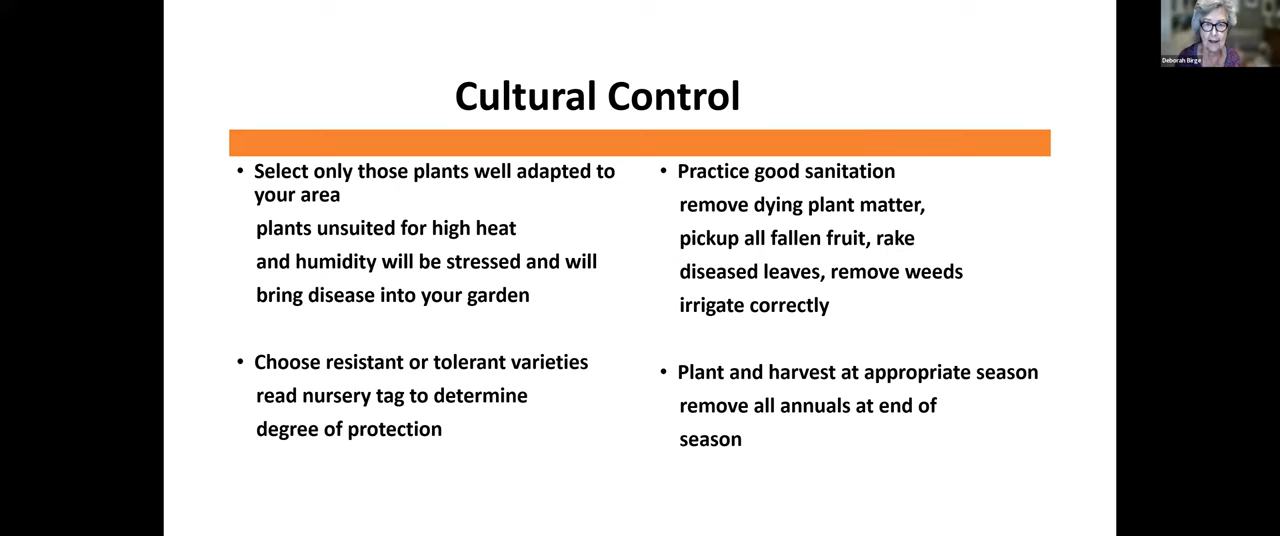 Cultural Control
• Select only those plants well adapted to
your area
plants unsuited for high heat
and humidity will be stressed and will
bring disease into your garden
• Choose resistant or tolerant varieties
read nursery tag to determine
degree of protection
• Practice good sanitation
remove dying plant matter,
pickup all fallen fruit, rake
diseased leaves, remove weeds
irrigate correctly
• Plant and harvest at appropriate season
remove all annuals at end of
season
Deborah Birge